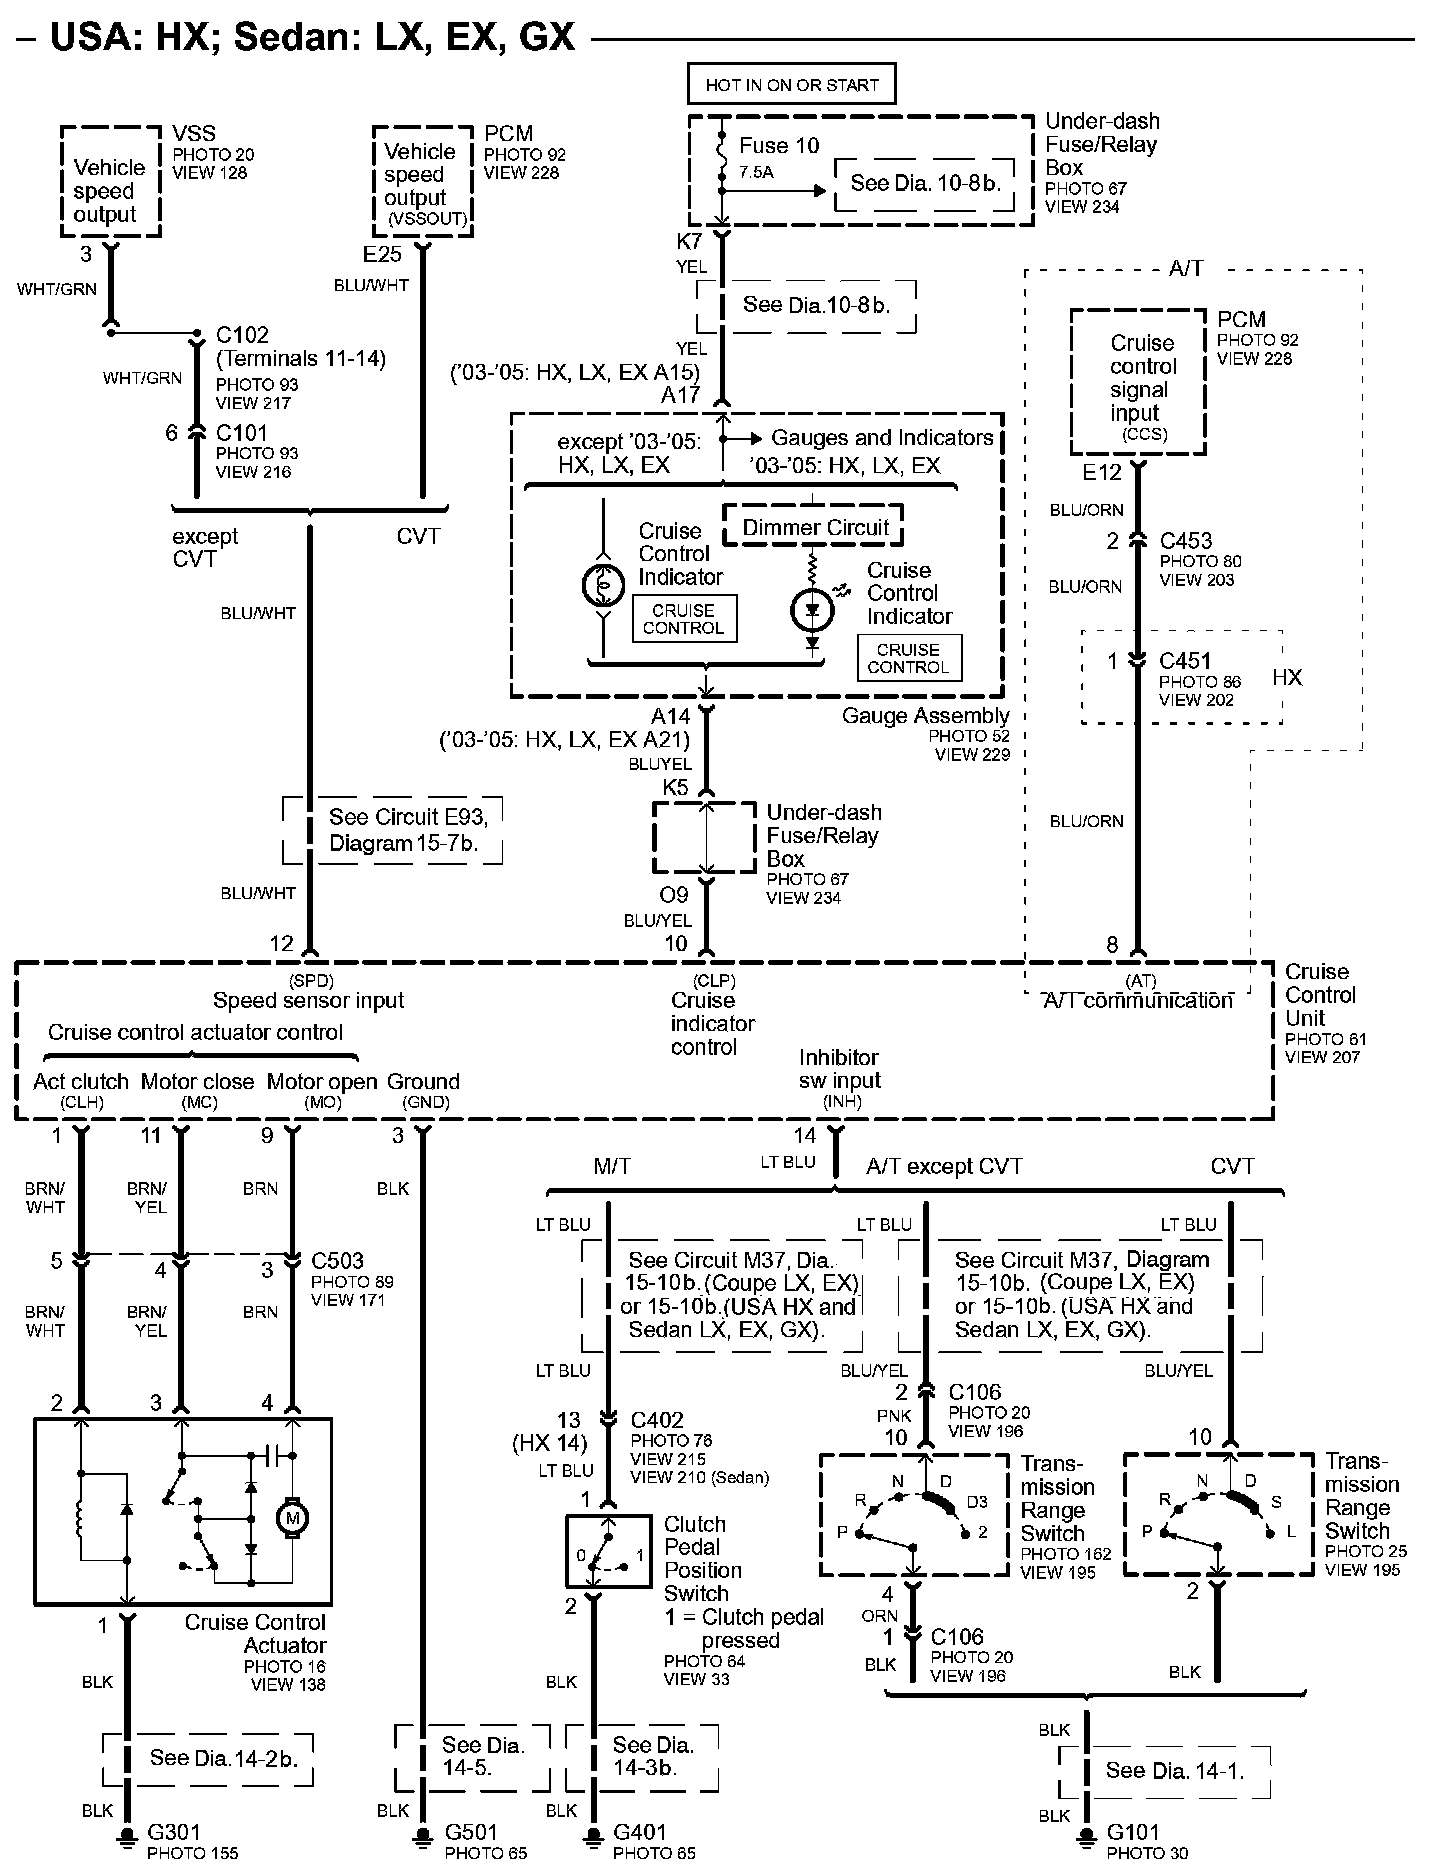 USA: HX; Sedan: LX, EX, GX
HOT IN ON OR START
Vehicle
speed
output
VSS
PHOTO 20
VIEW 128
Vehicle
speed
output
(VSSOUT)
PCM
PHOTO 92
VIEW 228
Fuse 10
7.5A
See Dia. 10-8b.
Under-dash
Fuse/Relay
Box
PHOTO 67
VIEW 234
3
WHT/GRN
E25
BLU/WHT
K7
YEL
See Dia.10-8b.
YEL
('03-'05: HX, LX, EX A15)
A17
C102
(Terminals 11-14)
PHOTO 93
VIEW 217
WHT/GRN
6
C101
PHOTO 93
VIEW 216
except
CVT
CVT
BLU/WHT
A/T
Cruise
control
signal
input
(CCS)
PCM
PHOTO 92
VIEW 228
E12
BLU/ORN
2
C453
PHOTO 80
VIEW 203
BLU/ORN
1
C451
PHOTO 86
VIEW 202
HX
BLU/ORN
except '03-'05:
HX, LX, EX
Gauges and Indicators
'03-'05: HX, LX, EX
Cruise
Control
Indicator
CRUISE
CONTROL
Dimmer Circuit
Cruise
Control
Indicator
CRUISE
CONTROL
A14
('03-'05: HX, LX, EX A21)
BLUYEL
K5
Gauge Assembly
PHOTO 52
VIEW 229
See Circuit E93,
Diagram 15-7b.
BLU/WHT
Under-dash
Fuse/Relay
Box
PHOTO 67
VIEW 234
O9
BLU/YEL
12
10
8
(SPD)
Speed sensor input
(CLP)
Cruise
indicator
control
(AT)
A/T communication
Cruise
Control
Unit
PHOTO 61
VIEW 207
Cruise control actuator control
Act clutch
(CLH)
Motor close
(MC)
Motor open
(MO)
Ground
(GND)
Inhibitor
sw input
(INH)
1
11
9
3
14
LT BLU
BRN/
WHT
BRN/
YEL
BRN
BLK
M/T
A/T except CVT
CVT
LT BLU
LT BLU
LT BLU
5
4
3
C503
PHOTO 89
VIEW 171
See Circuit M37, Dia.
15-10b. (Coupe LX, EX)
or 15-10b.(USA HX and
Sedan LX, EX, GX).
See Circuit M37, Diagram
15-10b. (Coupe LX, EX)
or 15-10b. (USA HX and
Sedan LX, EX, GX).
BRN/
WHT
BRN/
YEL
BRN
LT BLU
BLU/YEL
BLU/YEL
2
3
4
13
(HX 14)
LT BLU
C402
PHOTO 76
VIEW 215
VIEW 210 (Sedan)
2
PNK
10
C106
PHOTO 20
VIEW 196
10
M
1
0
1
2
Clutch
Pedal
Position
Switch
1 = Clutch pedal
pressed
PHOTO 64
VIEW 33
P
R
N
D
D3
2
Trans-
mission
Range
Switch
PHOTO 162
VIEW 195
P
R
N
D
S
L
Trans-
mission
Range
Switch
PHOTO 25
VIEW 195
1
Cruise Control
Actuator
PHOTO 16
VIEW 138
4
ORN
1
BLK
C106
PHOTO 20
VIEW 196
2
BLK
BLK
BLK
BLK
See Dia.14-2b.
See Dia.
14-5.
See Dia.
14-3b.
See Dia. 14-1.
BLK
BLK
BLK
BLK
G301
PHOTO 155
G501
PHOTO 65
G401
PHOTO 65
G101
PHOTO 30